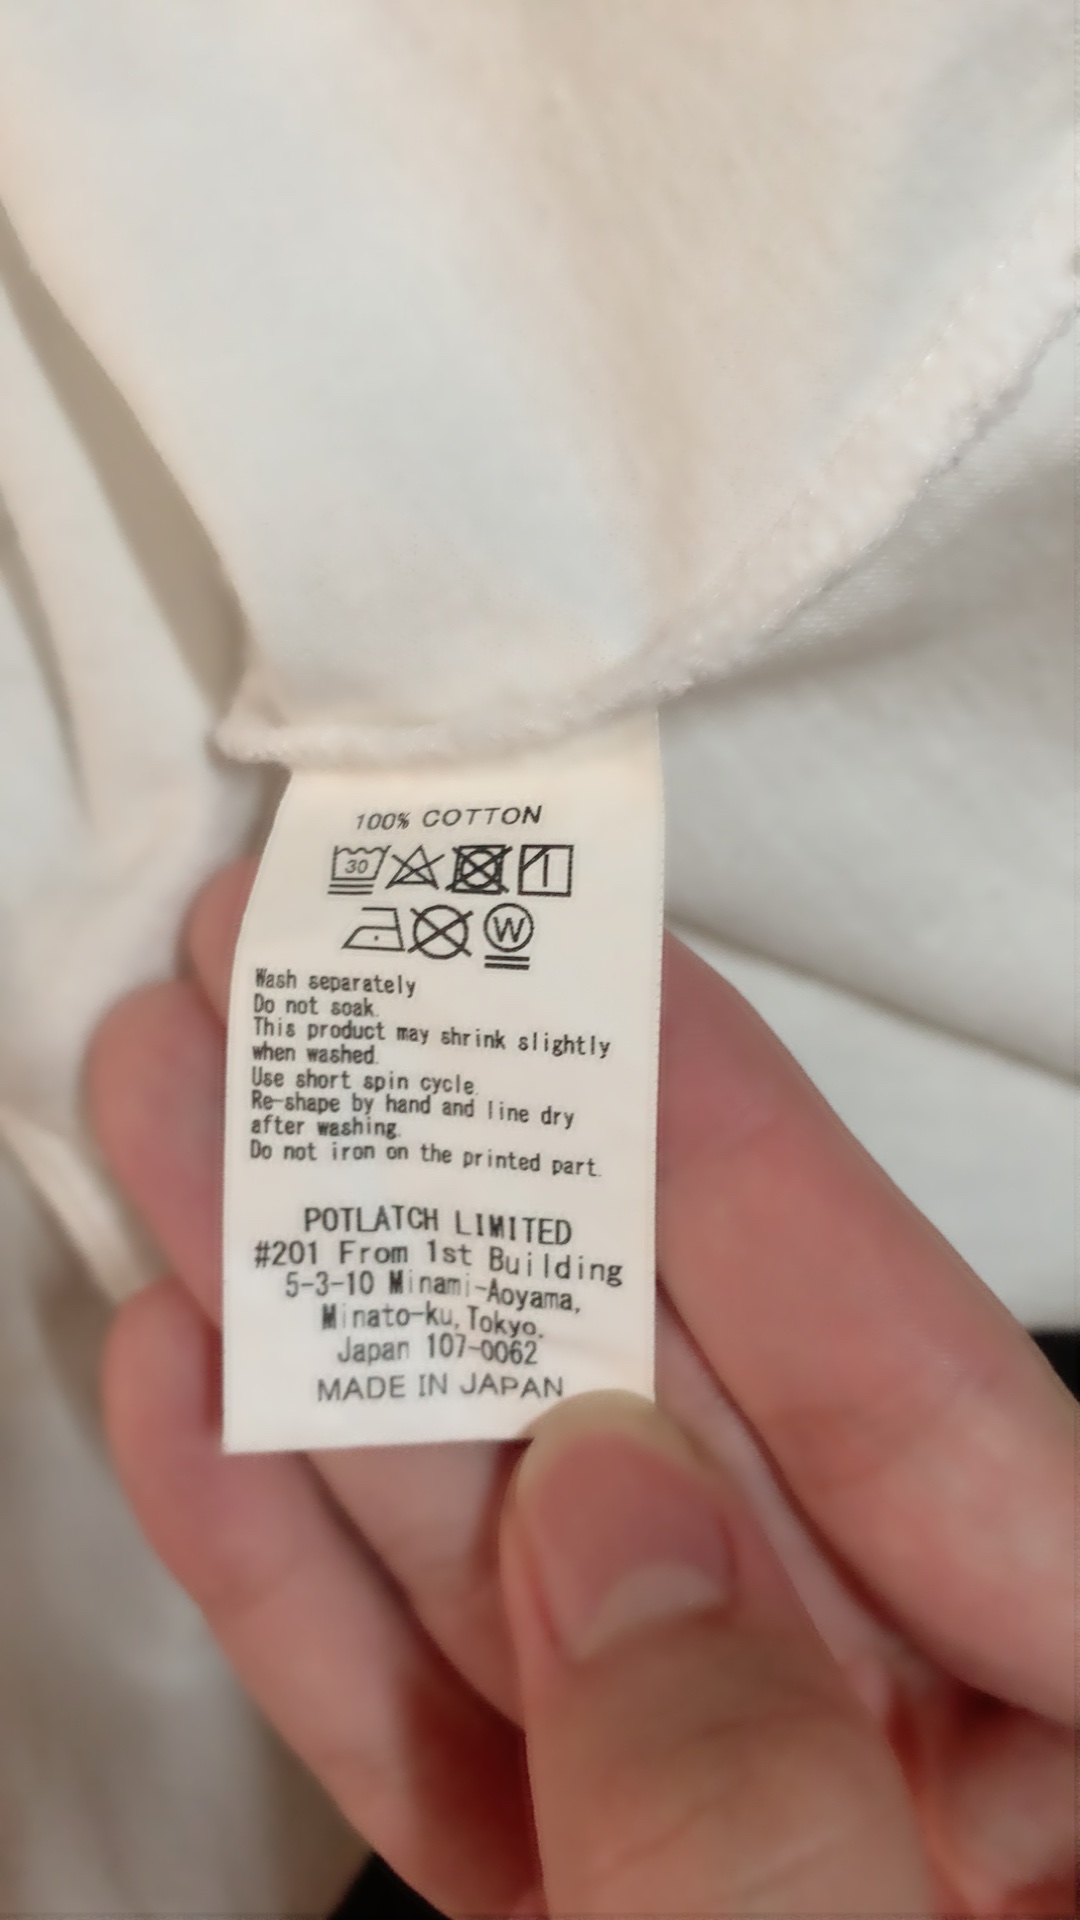 100% COTTON
30
W
Wash separately
Do not soak.
This product may shrink slightly
when washed.
Use short spin cycle.
Re-shape by hand and line dry
after washing.
Do not iron on the printed part.
POTLATCH LIMITED
#201 From 1st Building
5-3-10 Minami-Aoyama,
Minato-ku, Tokyo.
Japan 107-0062
MADE IN JAPAN